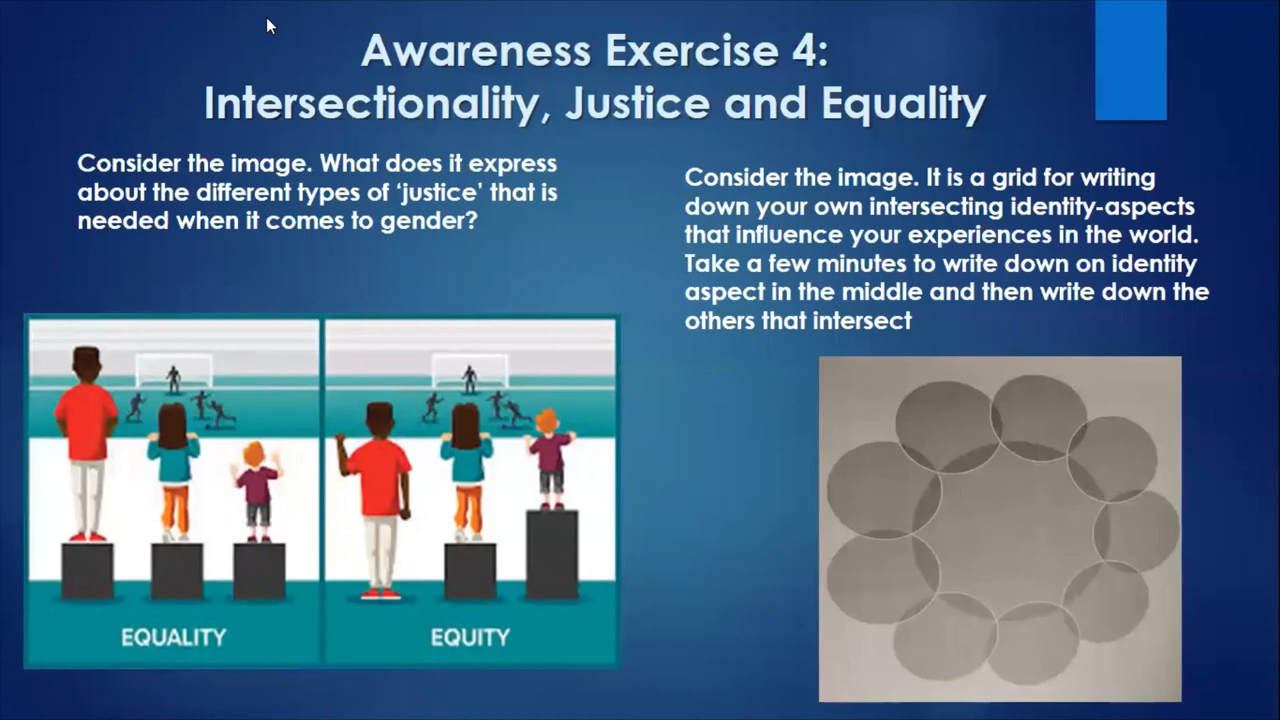 Awareness Exercise 4:
Intersectionality, Justice and Equality
Consider the image. What does it express
about the different types of ‘justice’ that is
needed when it comes to gender?
Consider the image. It is a grid for writing
down your own intersecting identity-aspects
that influence your experiences in the world.
Take a few minutes to write down on identity
aspect in the middle and then write down the
others that intersect
EQUALITY
EQUITY